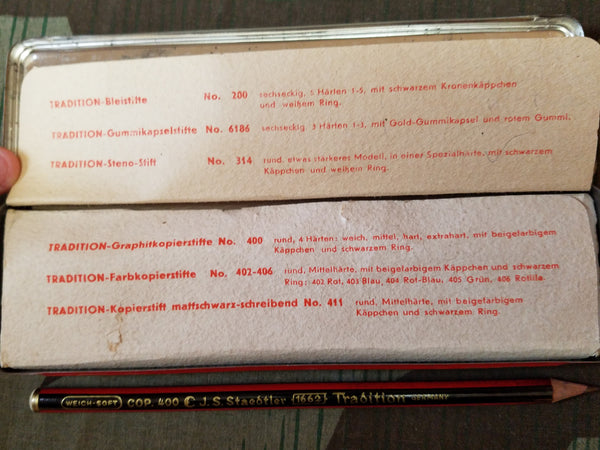 TRADITION-Bleistifte No. 200 sechseckig, 5 Härten 1-5, mit schwarzem Kronenkäppchen
und weißem Ring.
TRADITION-Gummikapselstifte No. 6186 sechseckig, 3 Härten 1-3, mit Gold-Gummikapsel und rotem Gummi.
TRADITION-Steno-Stift No. 314 rund, etwas stärkeres Modell, in einer Spezialhärte, mit schwarzem
Käppchen und weißem Ring.
TRADITION-Graphitkopierstifte No. 400 rund, 4 Härten: weich, mittel, hart, extrahart, mit beigefarbigem
Käppchen und schwarzem Ring.
TRADITION-Farbkopierstifte No. 402-406 rund, Mittelhärte, mit beigefarbigem Käppchen und schwarzem
Ring: 402 Rot, 403 Blau, 404 Rot-Blau, 405 Grün, 406 Rotlila.
TRADITION-Kopierstift mattschwarz-schreibend No. 411 rund, Mittelhärte, mit beigefarbigem
Käppchen und schwarzem Ring.
WEICH-SOFT COP. 400 J.S. Staedtler 1662 Tradition GERMANY